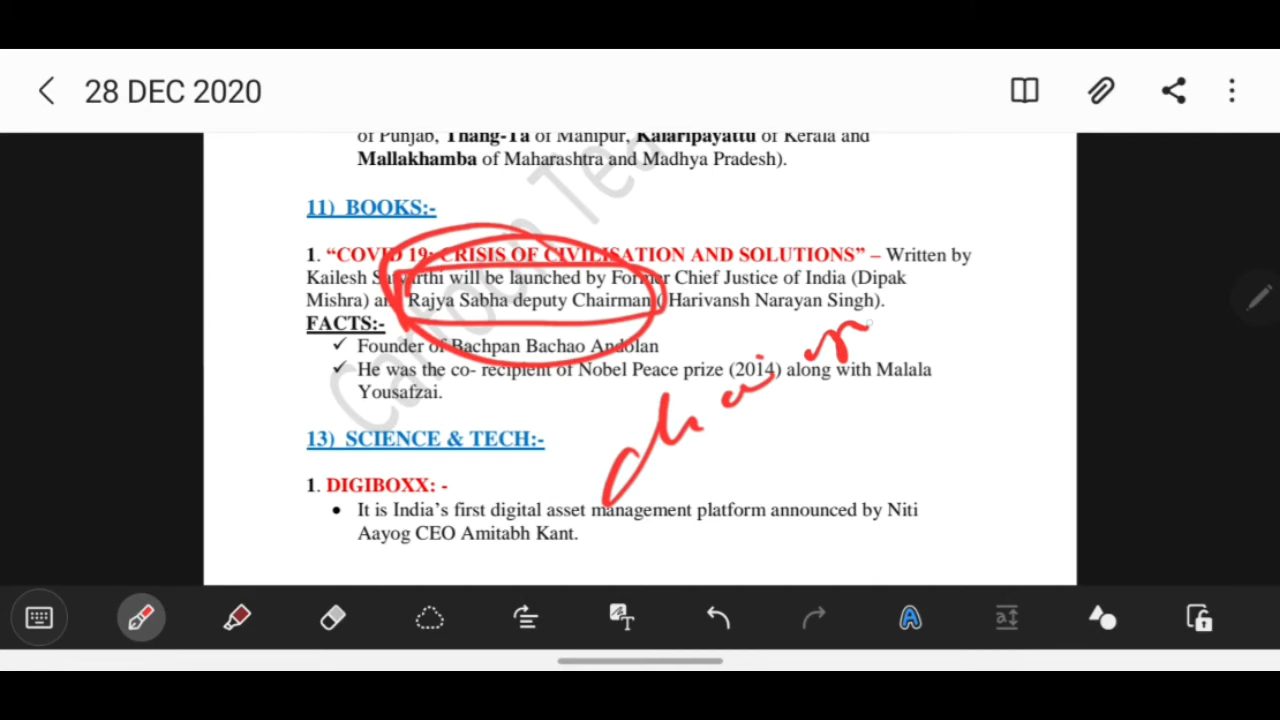 28 DEC 2020
of Punjab, Thang-Ta of Manipur, Kalaripayattu of Kerala and
Mallakhamba of Maharashtra and Madhya Pradesh).
11) BOOKS:-
1. “COVID 19: CRISIS OF CIVILISATION AND SOLUTIONS” – Written by
Kailesh Satyarthi will be launched by Former Chief Justice of India (Dipak
Mishra) and Rajya Sabha deputy Chairman ( Harivansh Narayan Singh).
FACTS:-
✓ Founder of Bachpan Bachao Andolan
✓ He was the co- recipient of Nobel Peace prize (2014) along with Malala
Yousafzai.
chair
13) SCIENCE & TECH:-
1. DIGIBOXX: -
• It is India’s first digital asset management platform announced by Niti
Aayog CEO Amitabh Kant.